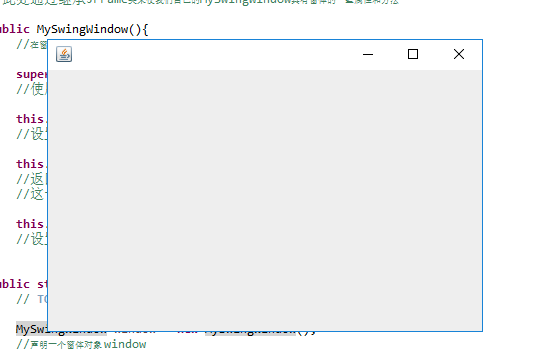 此处通过继承JFrame类来使我们自己的MySwingWindow具有窗体的一些属性和方法
public MySwingWindow(){
//在窗
super
//使用
this.
//设置
this.
//返回
//这
this.
//设置
public st
// TO
MySwingWindow window = new MySwingWindow();
//声明一个窗体对象window